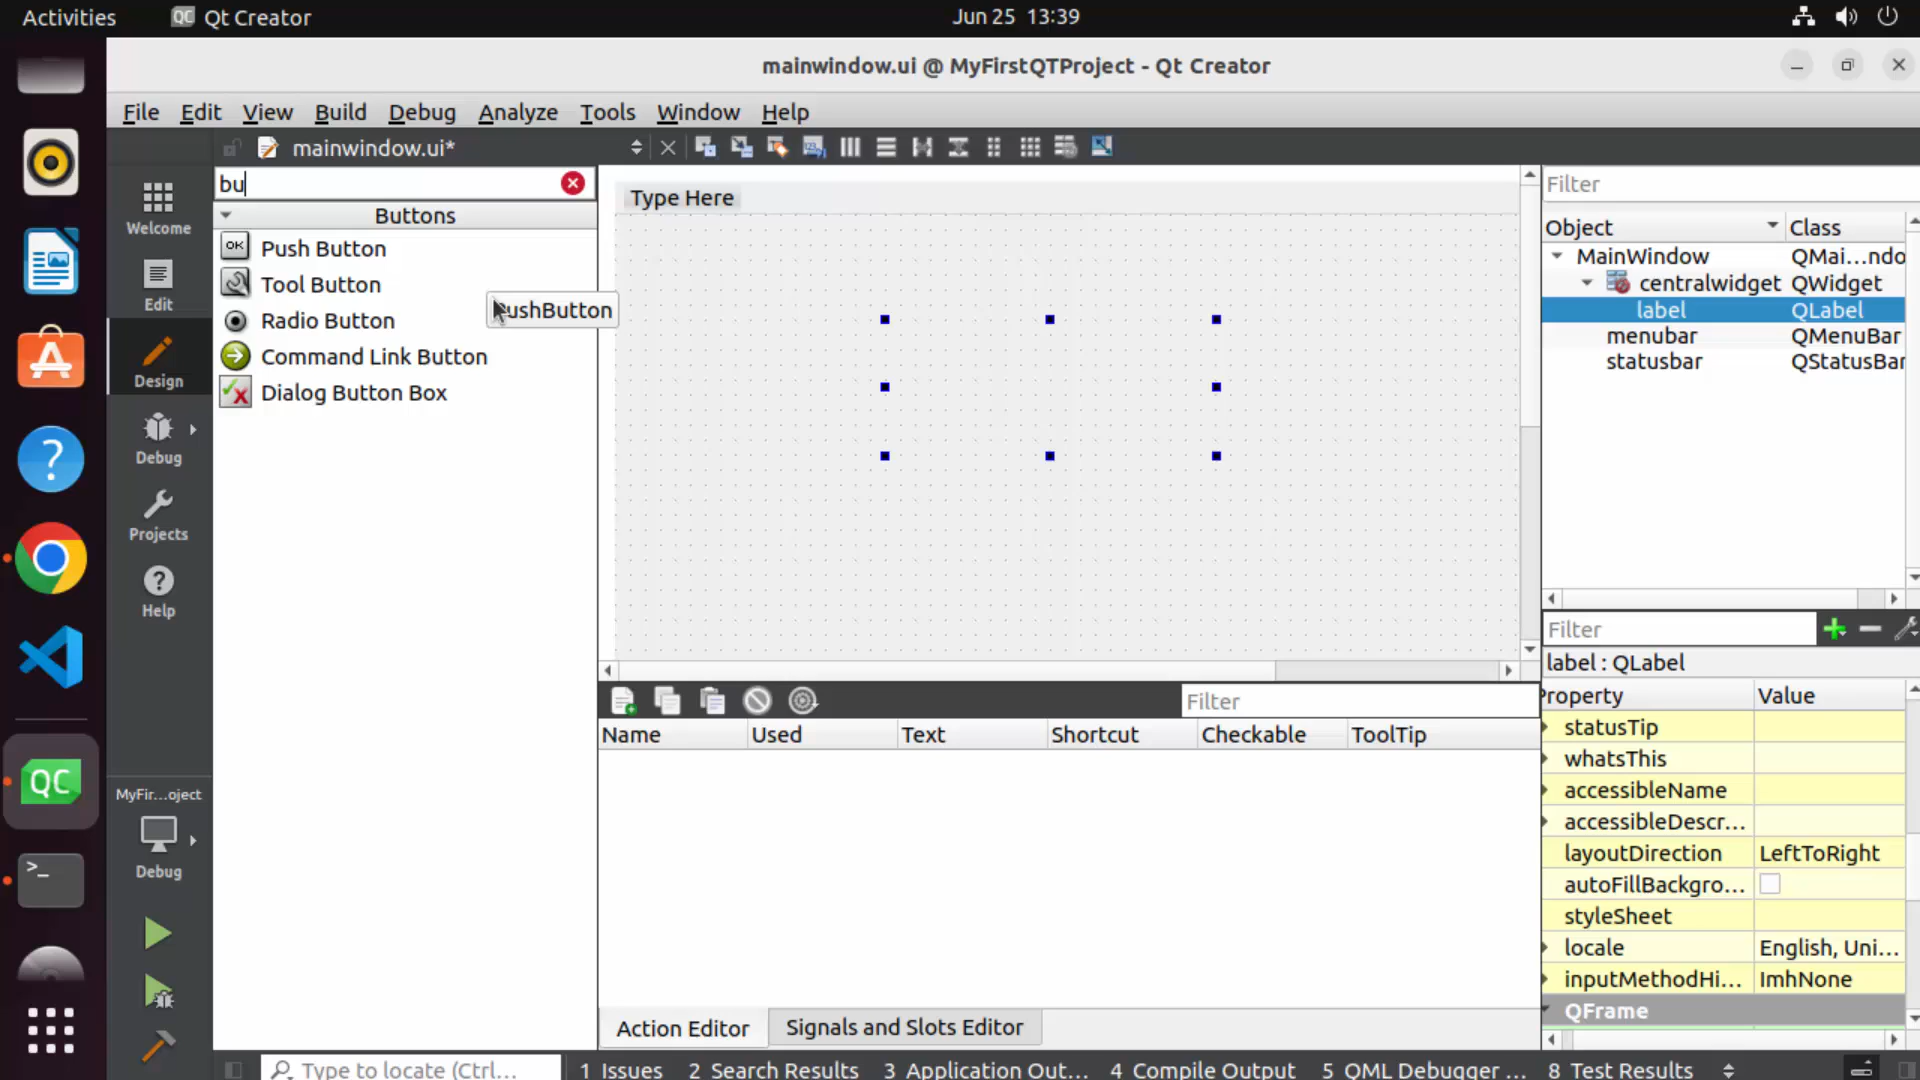 Activities
Qt Creator
Jun 25 13:39
mainwindow.ui @ MyFirstQTProject - Qt Creator
File Edit View Build Debug Analyze Tools Window Help
mainwindow.ui*
bu
Buttons
Push Button
Tool Button
Radio Button
Command Link Button
Dialog Button Box
PushButton
Welcome
Edit
Design
Debug
Projects
Help
MyFir...oject
Debug
Type Here
Filter
Object Class
MainWindow QMai...ndo
centralwidget QWidget
label QLabel
menubar QMenuBar
statusbar QStatusBar
Filter
label : QLabel
Property Value
statusTip
whatsThis
accessibleName
accessibleDescr...
layoutDirection LeftToRight
autoFillBackgro...
styleSheet
locale English, Uni...
inputMethodHi... ImhNone
QFrame
Filter
Name Used Text Shortcut Checkable ToolTip
Action Editor Signals and Slots Editor
Type to locate (Ctrl...
1 Issues 2 Search Results 3 Application Out... 4 Compile Output 5 QML Debugger ... 8 Test Results